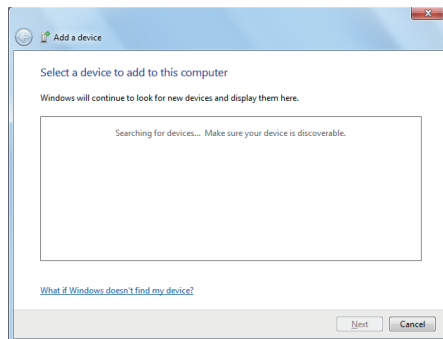 Add a device
Select a device to add to this computer
Windows will continue to look for new devices and display them here.
Searching for devices... Make sure your device is discoverable.
What if Windows doesn't find my device?
Next Cancel